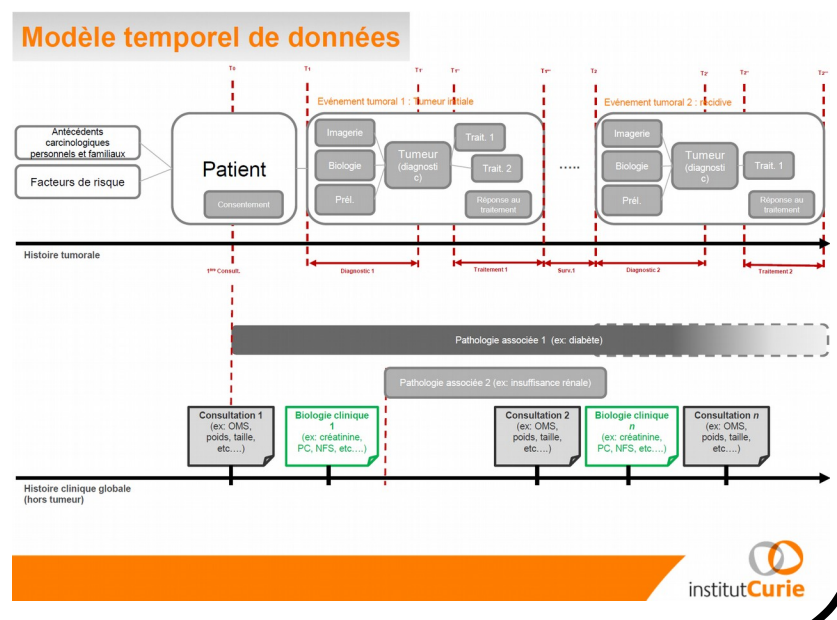 Modèle temporel de données
T0
T1
T1'
T1''
T1'''
T2
T2'
T2''
T2'''
Evénement tumoral 1 : Tumeur initiale
Evénement tumoral 2 : récidive
Antécédents
carcinologiques
personnels et familiaux
Facteurs de risque
Patient
Consentement
Imagerie
Biologie
Prél.
Tumeur
(diagnosti
c)
Trait. 1
Trait. 2
Réponse au
traitement
.....
Imagerie
Biologie
Prél.
Tumeur
(diagnosti
c)
Trait. 1
Réponse au
traitement
Histoire tumorale
1ère Consult.
Diagnostic 1
Traitement 1
Surv.1
Diagnostic 2
Traitement 2
Pathologie associée 1 (ex: diabète)
Pathologie associée 2 (ex: insuffisance rénale)
Consultation 1
(ex: OMS,
poids, taille,
etc....)
Biologie clinique
1
(ex: créatinine,
PC, NFS, etc....)
Consultation 2
(ex: OMS,
poids, taille,
etc....)
Biologie clinique
n
(ex: créatinine,
PC, NFS, etc....)
Consultation n
(ex: OMS,
poids, taille,
etc....)
Histoire clinique globale
(hors tumeur)
institutCurie